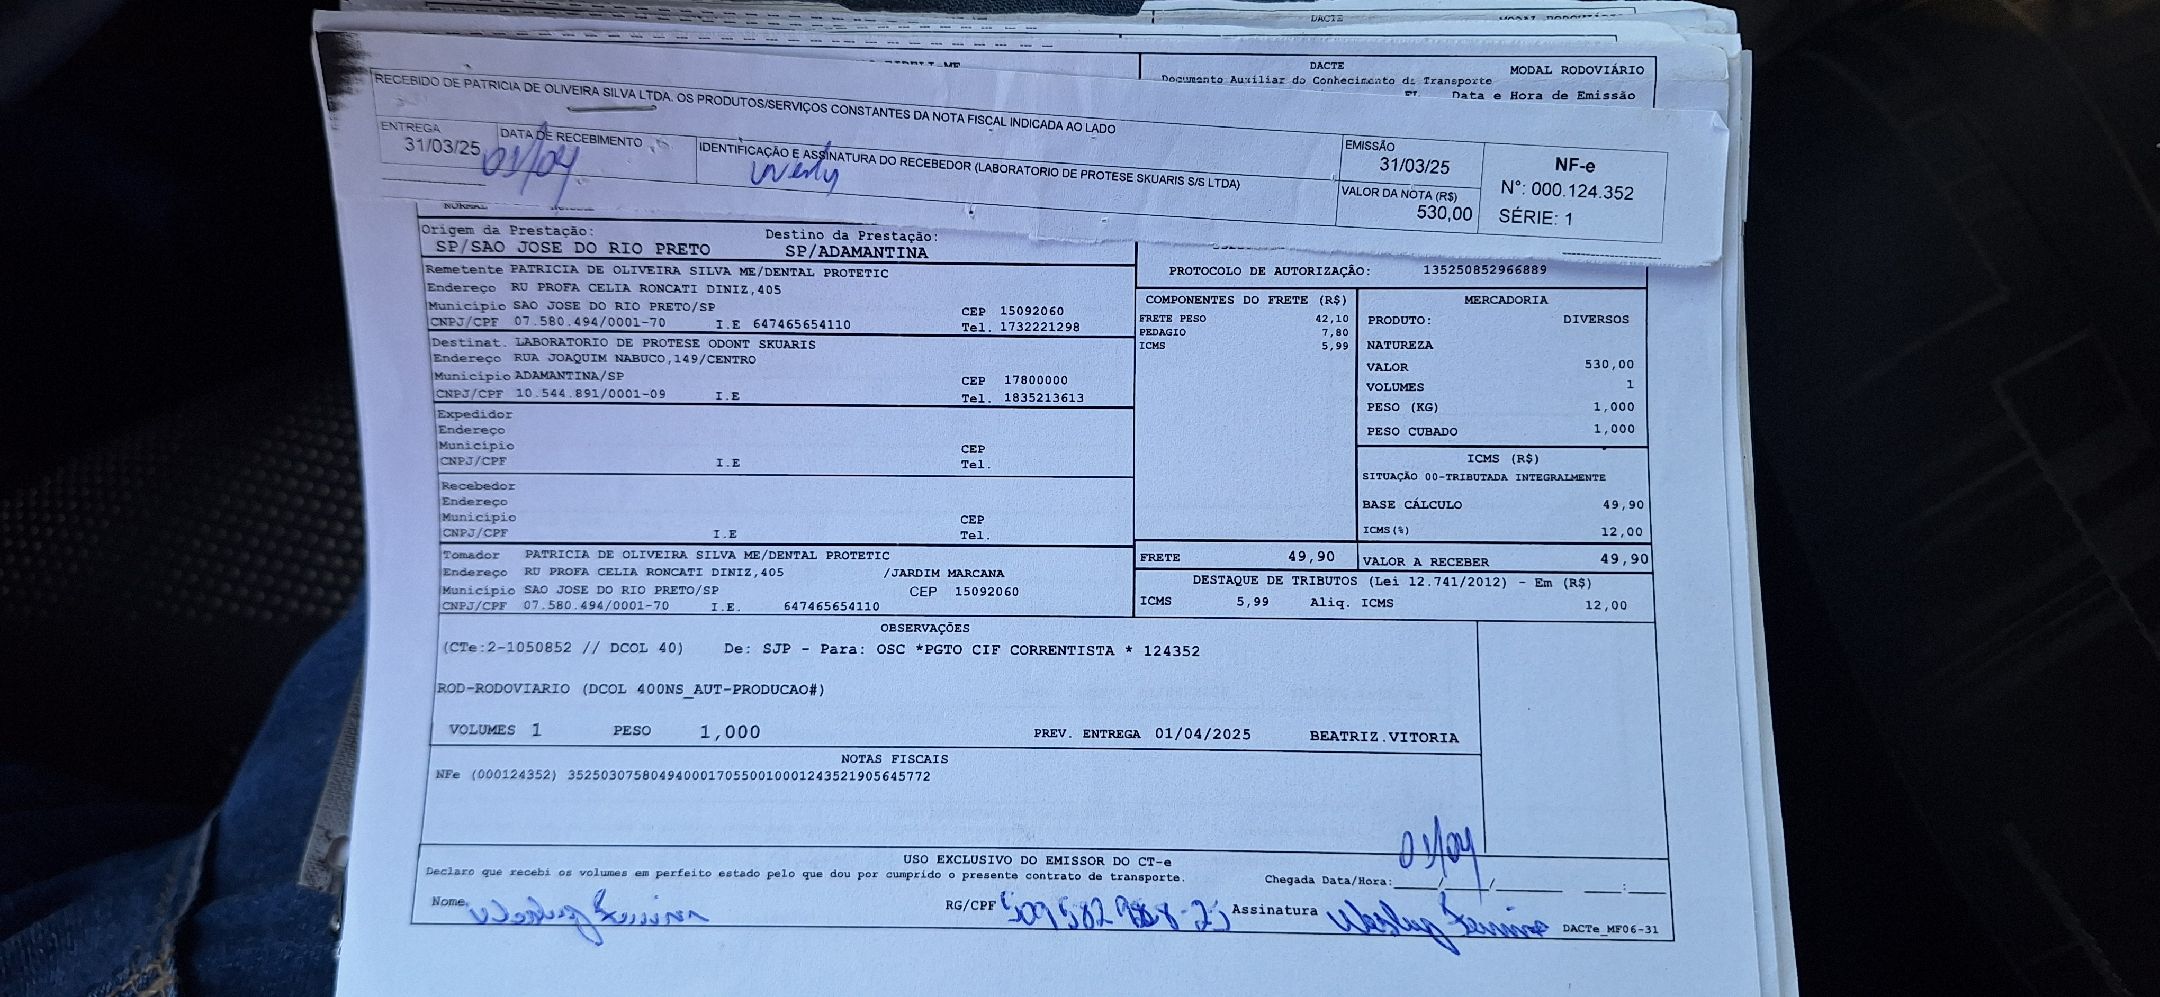 DACTE
DACTE
MODAL RODOVIÁRIO
Documento Auxiliar do Conhecimento de Transporte
Data e Hora de Emissão
RECEBIDO DE PATRICIA DE OLIVEIRA SILVA LTDA. OS PRODUTOS/SERVIÇOS CONSTANTES DA NOTA FISCAL INDICADA AO LADO
ENTREGA
31/03/25
DATA DE RECEBIMENTO
01/04
IDENTIFICAÇÃO E ASSINATURA DO RECEBEDOR (LABORATORIO DE PROTESE SKUARIS S/S LTDA)
EMISSÃO
31/03/25
VALOR DA NOTA (R$)
530,00
NF-e
N°: 000.124.352
SÉRIE: 1
NORMAL
Origem da Prestação:
SP/SAO JOSE DO RIO PRETO
Destino da Prestação:
SP/ADAMANTINA
PROTOCOLO DE AUTORIZAÇÃO: 135250852966889
Remetente PATRICIA DE OLIVEIRA SILVA ME/DENTAL PROTETIC
Endereço RU PROFA CELIA RONCATI DINIZ,405
Município SAO JOSE DO RIO PRETO/SP CEP 15092060
CNPJ/CPF 07.580.494/0001-70 I.E 647465654110 Tel. 1732221298
Destinat. LABORATORIO DE PROTESE ODONT SKUARIS
Endereço RUA JOAQUIM NABUCO,149/CENTRO
Município ADAMANTINA/SP CEP 17800000
CNPJ/CPF 10.544.891/0001-09 I.E Tel. 1835213613
Expedidor
Endereço
Município CEP
CNPJ/CPF I.E Tel.
Recebedor
Endereço
Município CEP
CNPJ/CPF I.E Tel.
Tomador PATRICIA DE OLIVEIRA SILVA ME/DENTAL PROTETIC
Endereço RU PROFA CELIA RONCATI DINIZ,405 /JARDIM MARCANA
Município SAO JOSE DO RIO PRETO/SP CEP 15092060
CNPJ/CPF 07.580.494/0001-70 I.E. 647465654110
COMPONENTES DO FRETE (R$)
FRETE PESO 42,10
PEDAGIO 7,80
ICMS 5,99
MERCADORIA
PRODUTO: DIVERSOS
NATUREZA
VALOR 530,00
VOLUMES 1
PESO (KG) 1,000
PESO CUBADO 1,000
ICMS (R$)
SITUAÇÃO 00-TRIBUTADA INTEGRALMENTE
BASE CÁLCULO 49,90
ICMS(%) 12,00
FRETE 49,90
VALOR A RECEBER 49,90
DESTAQUE DE TRIBUTOS (Lei 12.741/2012) - Em (R$)
ICMS 5,99 Aliq. ICMS 12,00
OBSERVAÇÕES
(CTe:2-1050852 // DCOL 40) De: SJP - Para: OSC *PGTO CIF CORRENTISTA * 124352
ROD-RODOVIARIO (DCOL 400NS_AUT-PRODUCAO#)
VOLUMES 1 PESO 1,000 PREV. ENTREGA 01/04/2025 BEATRIZ.VITORIA
NOTAS FISCAIS
NFe (000124352) 35250307580494000170550010001243521905645772
USO EXCLUSIVO DO EMISSOR DO CT-e
Declaro que recebi os volumes em perfeito estado pelo que dou por cumprido o presente contrato de transporte.
Chegada Data/Hora: 01/04
Nome
RG/CPF
Assinatura
DACTe_MF06-31